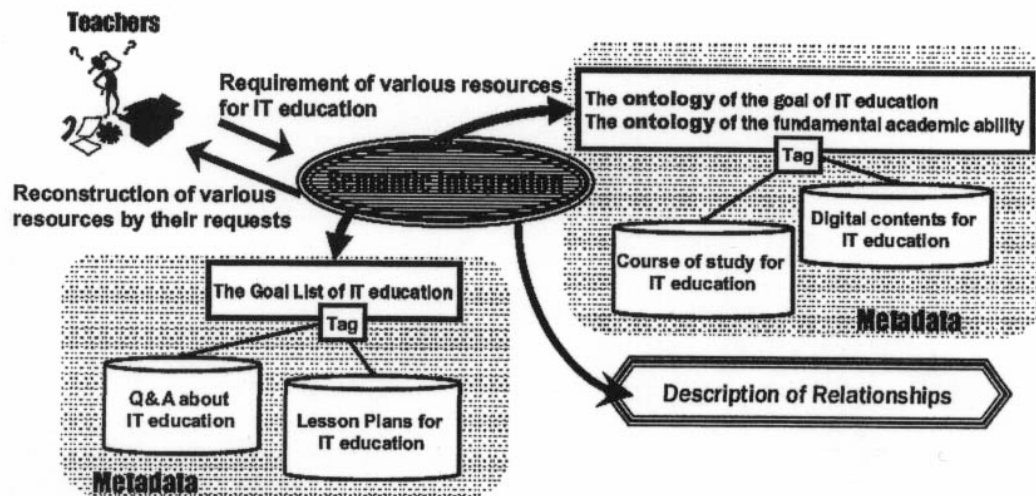 Teachers
? ?
Requirement of various resources
for IT education
Semantic Integration
Reconstruction of various
resources by their requests
The ontology of the goal of IT education
The ontology of the fundamental academic ability
Tag
Course of study for
IT education
Digital contents for
IT education
Metadata
The Goal List of IT education
Tag
Q&A about
IT education
Lesson Plans for
IT education
Metadata
Description of Relationships